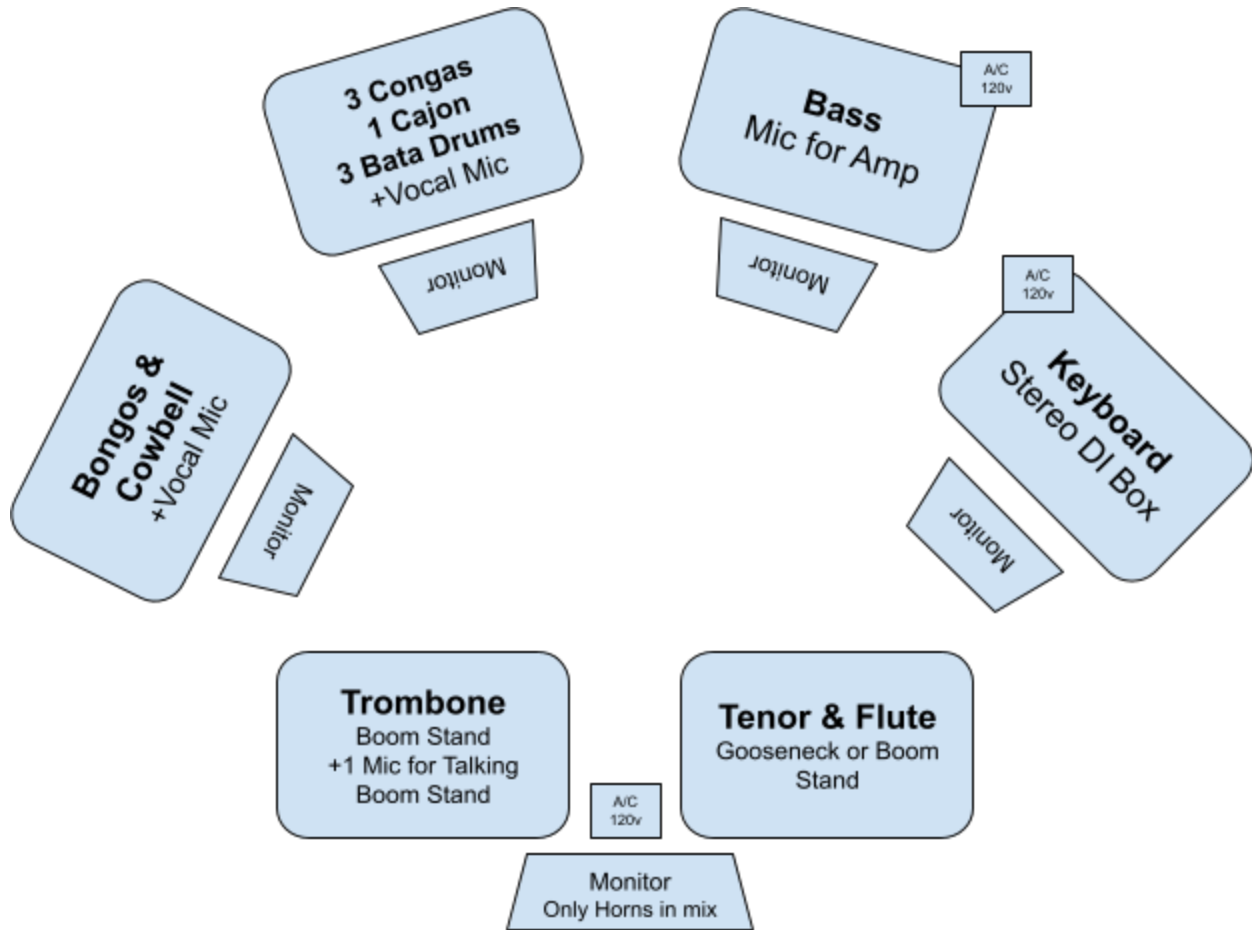 3 Congas
1 Cajon
3 Bata Drums
+Vocal Mic
Monitor
Bass
Mic for Amp
A/C
120v
Monitor
Bongos &
Cowbell
+Vocal Mic
Monitor
A/C
120v
Keyboard
Stereo DI Box
Monitor
Trombone
Boom Stand
+1 Mic for Talking
Boom Stand
Tenor & Flute
Gooseneck or Boom
Stand
A/C
120v
Monitor
Only Horns in mix